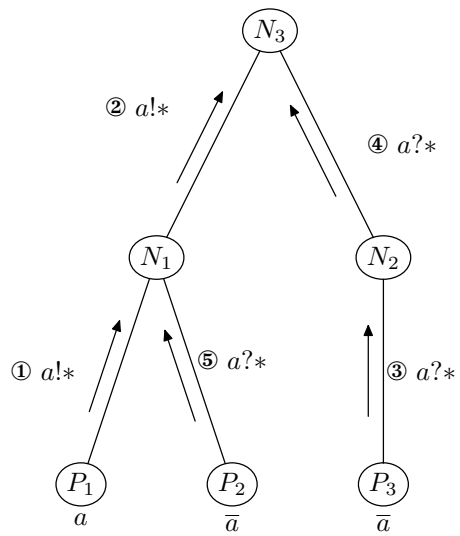 N₃
② a!*
④ a?*
N₁
N₂
① a!*
⑤ a?*
③ a?*
P₁
P₂
P₃
a
a̅
a̅